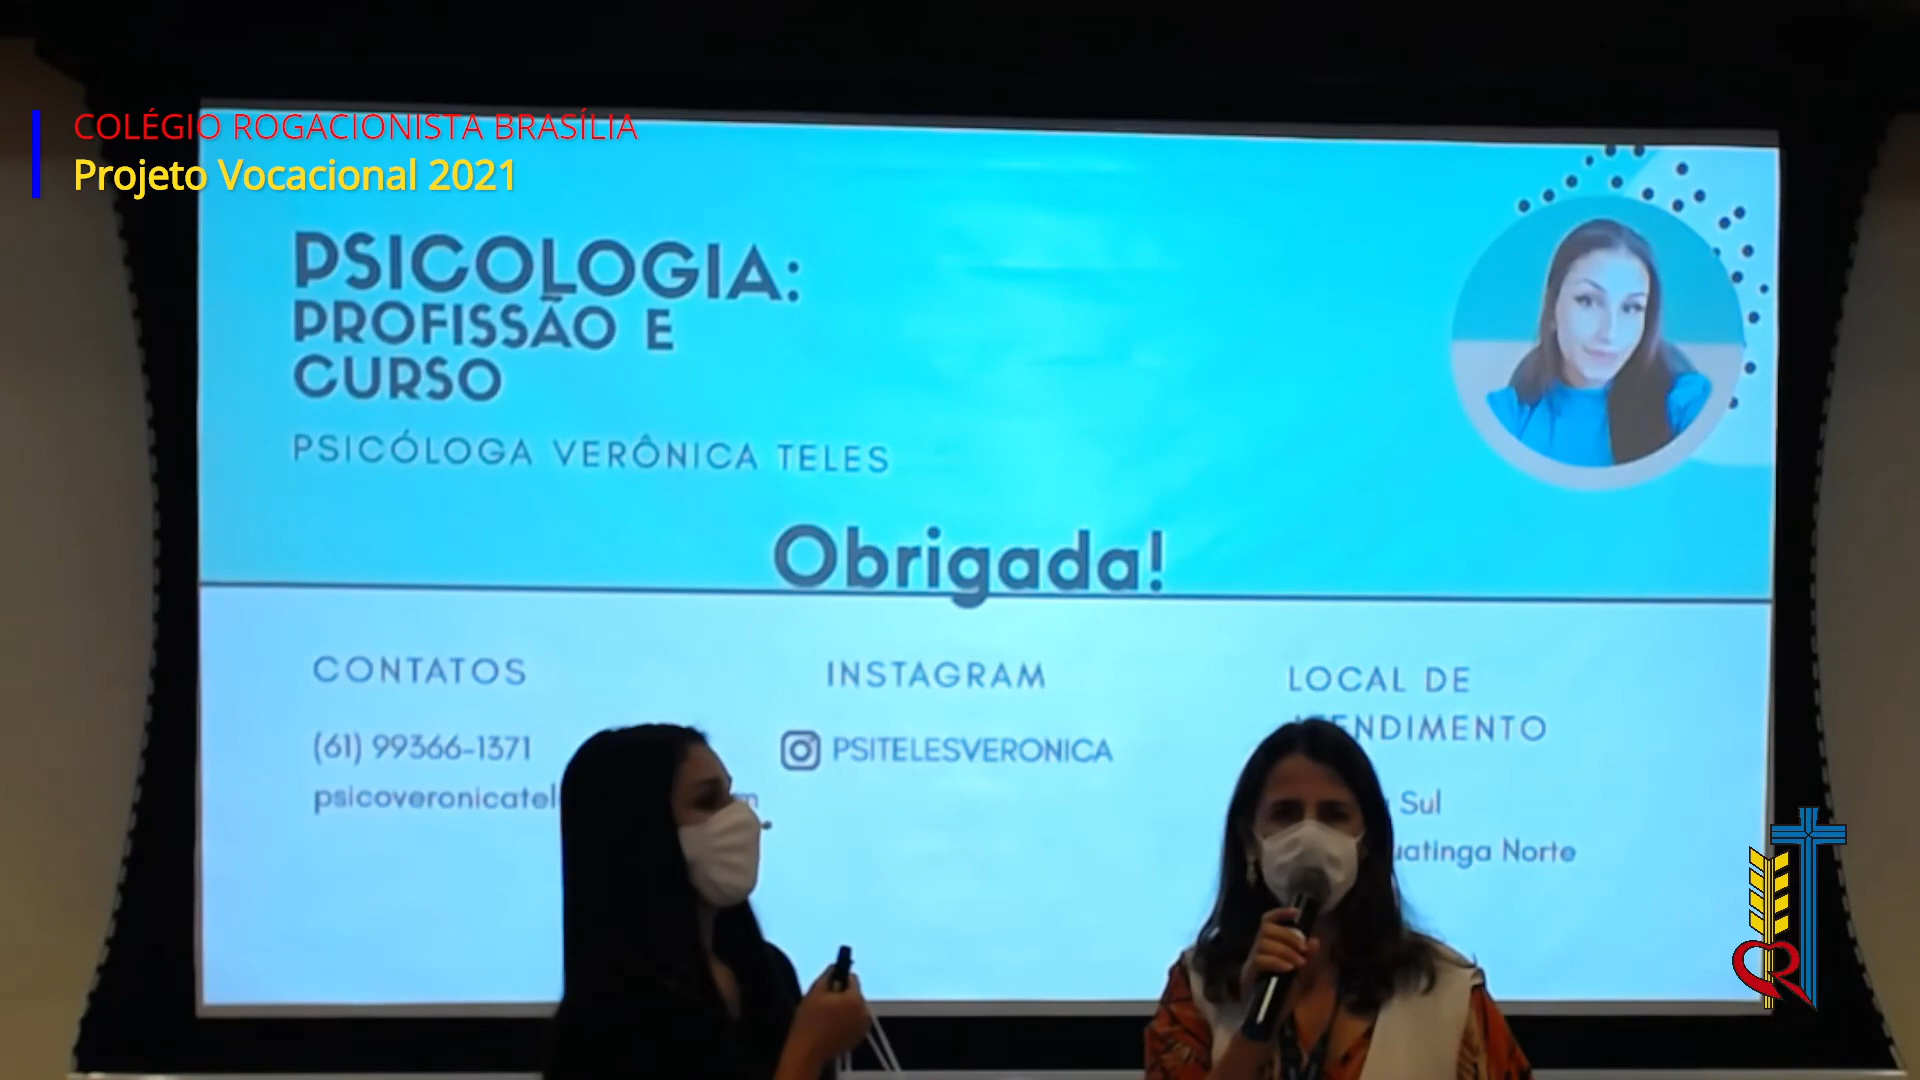 COLÉGIO ROGACIONISTA BRASÍLIA
Projeto Vocacional 2021
PSICOLOGIA:
PROFISSÃO E
CURSO
PSICÓLOGA VERÔNICA TELES
Obrigada!
CONTATOS
(61) 99366-1371
INSTAGRAM
PSITELESVERONICA
LOCAL DE
Sul
Norte